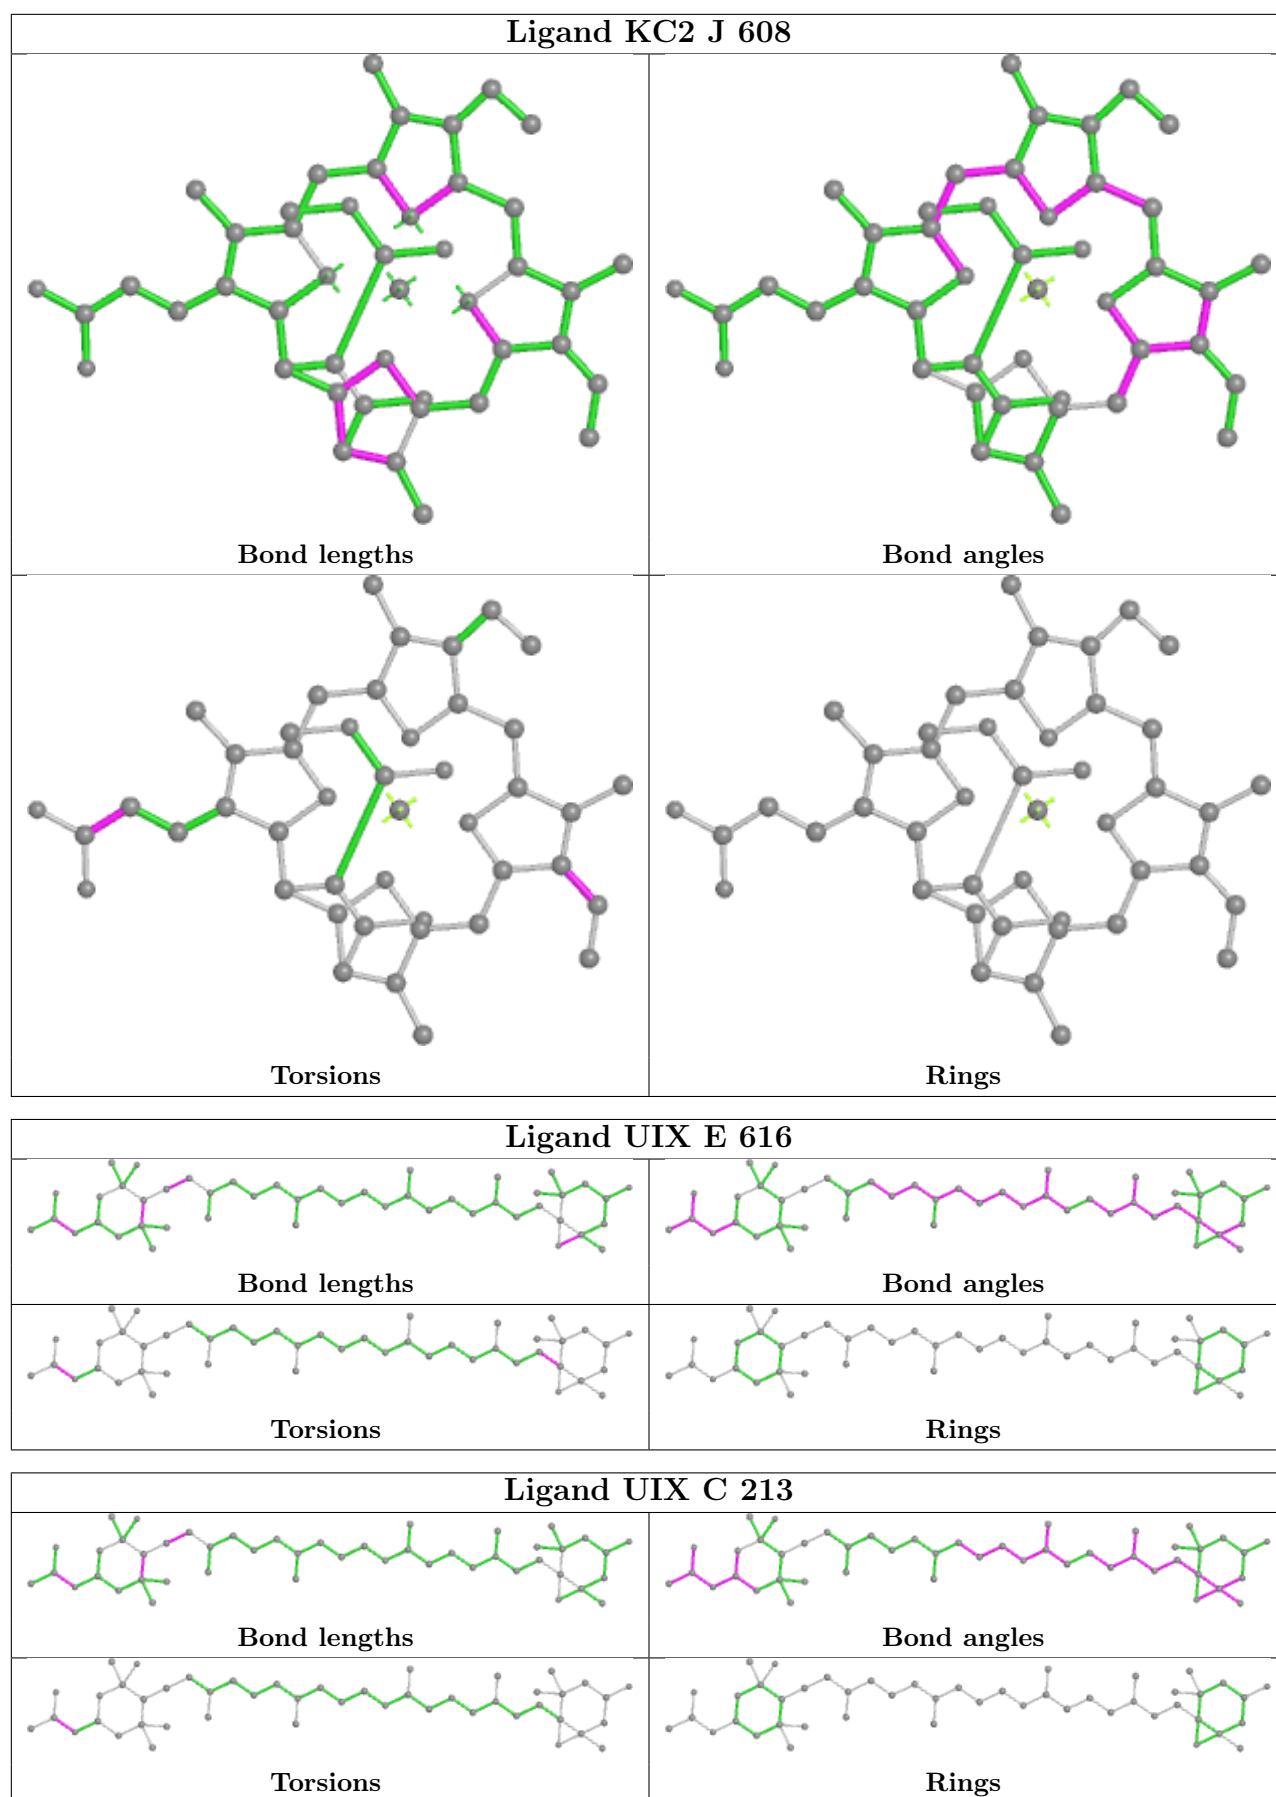 Ligand KC2 J 608
Bond lengths
Bond angles
Torsions
Rings
Ligand UIX E 616
Bond lengths
Bond angles
Torsions
Rings
Ligand UIX C 213
Bond lengths
Bond angles
Torsions
Rings